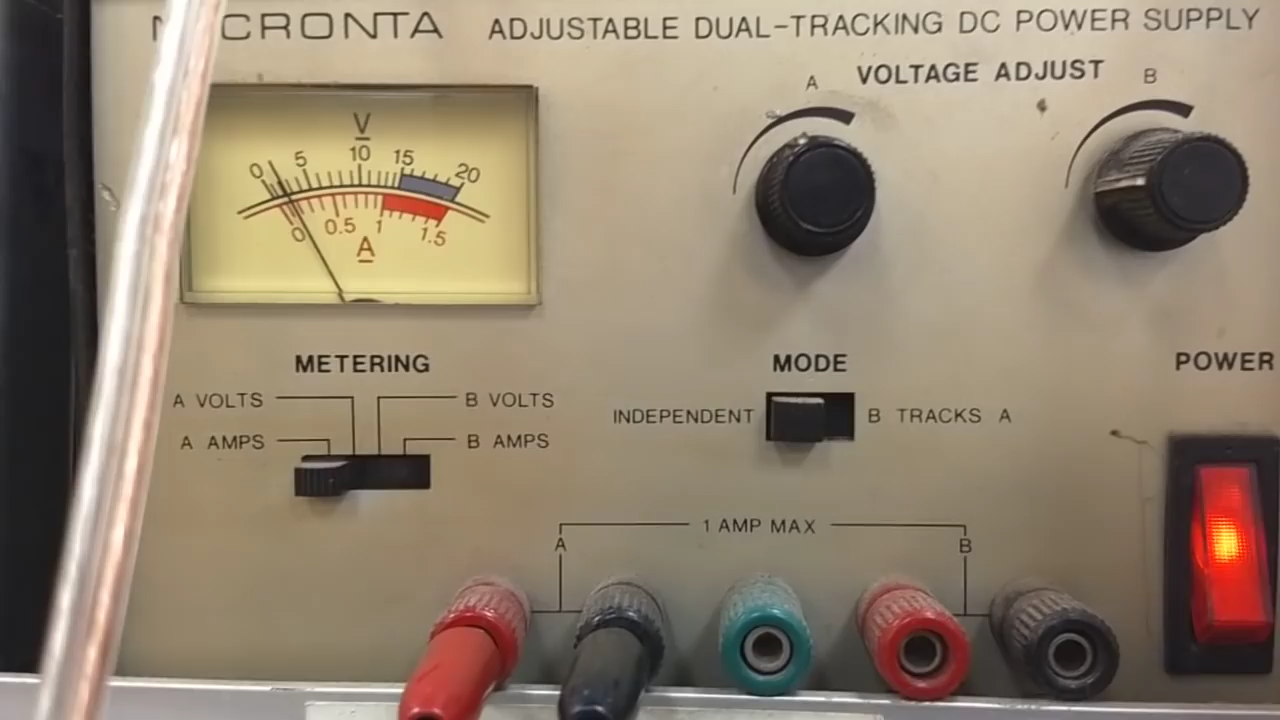 MICRONTA ADJUSTABLE DUAL-TRACKING DC POWER SUPPLY
A VOLTAGE ADJUST B
V
0 5 10 15 20
0 0.5 1 1.5
A
METERING
A VOLTS B VOLTS
A AMPS B AMPS
MODE
INDEPENDENT B TRACKS A
POWER
1 AMP MAX
A B